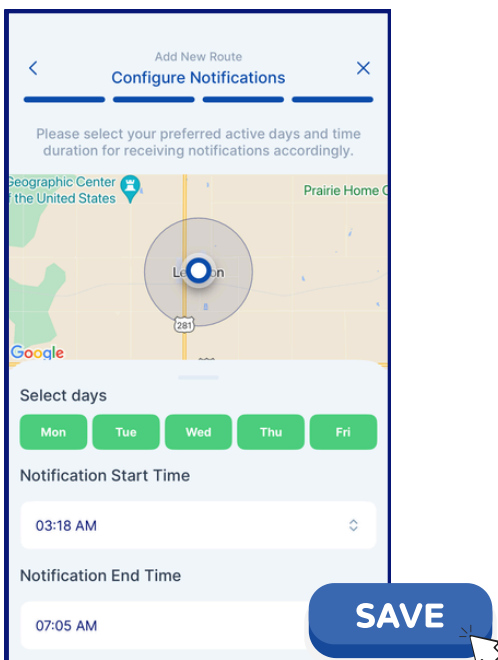 Add New Route
Configure Notifications
Please select your preferred active days and time
duration for receiving notifications accordingly.
Geographic Center
of the United States
Prairie Home C
Le on
281
Google
Select days
Mon Tue Wed Thu Fri
Notification Start Time
03:18 AM
Notification End Time
07:05 AM
SAVE